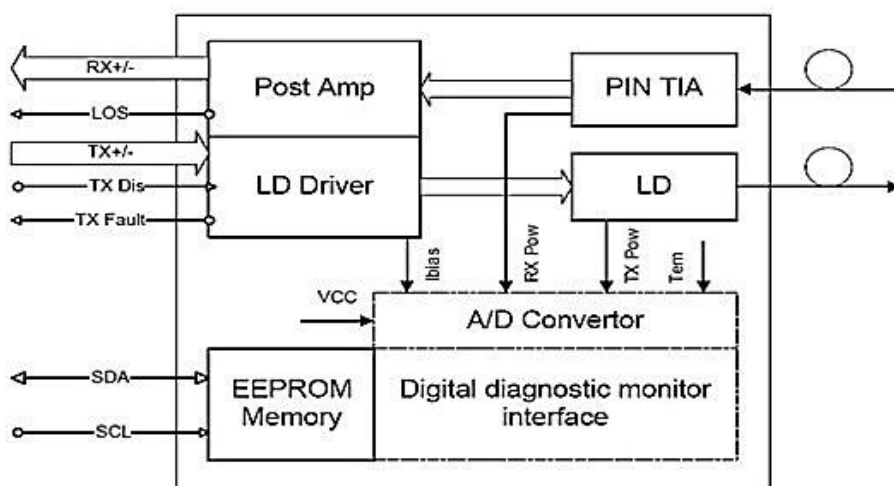 RX+/-
Post Amp
PIN TIA
LOS
TX+/-
TX Dis
LD Driver
LD
TX Fault
Ibias
RX Pow
TX Pow
Tem
VCC
A/D Convertor
SDA
EEPROM
Memory
Digital diagnostic monitor
interface
SCL